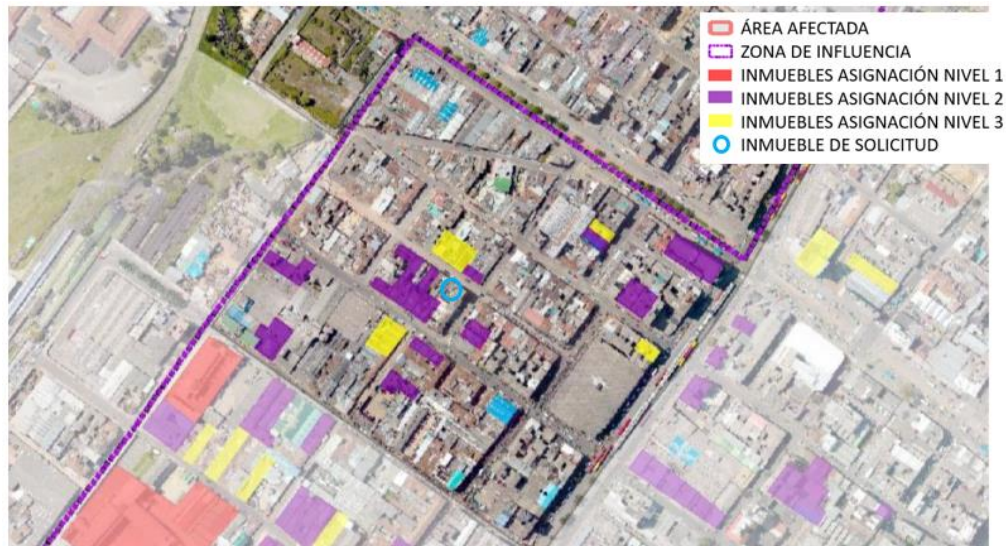 ÁREA AFECTADA
ZONA DE INFLUENCIA
INMUEBLES ASIGNACIÓN NIVEL 1
INMUEBLES ASIGNACIÓN NIVEL 2
INMUEBLES ASIGNACIÓN NIVEL 3
INMUEBLE DE SOLICITUD